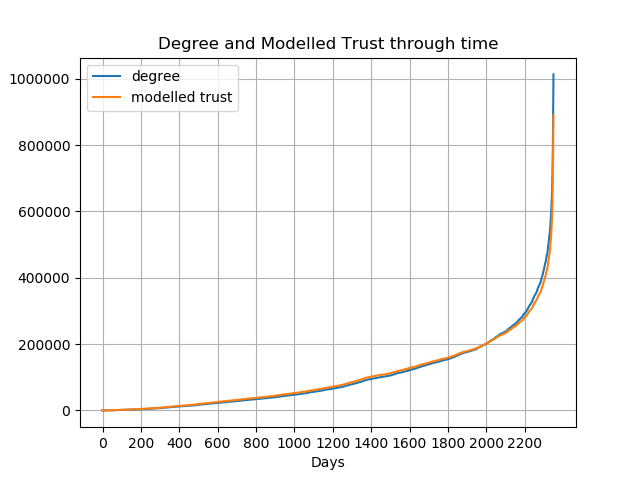 Degree and Modelled Trust through time
degree
modelled trust
1000000
800000
600000
400000
200000
0
0 200 400 600 800 1000 1200 1400 1600 1800 2000 2200
Days